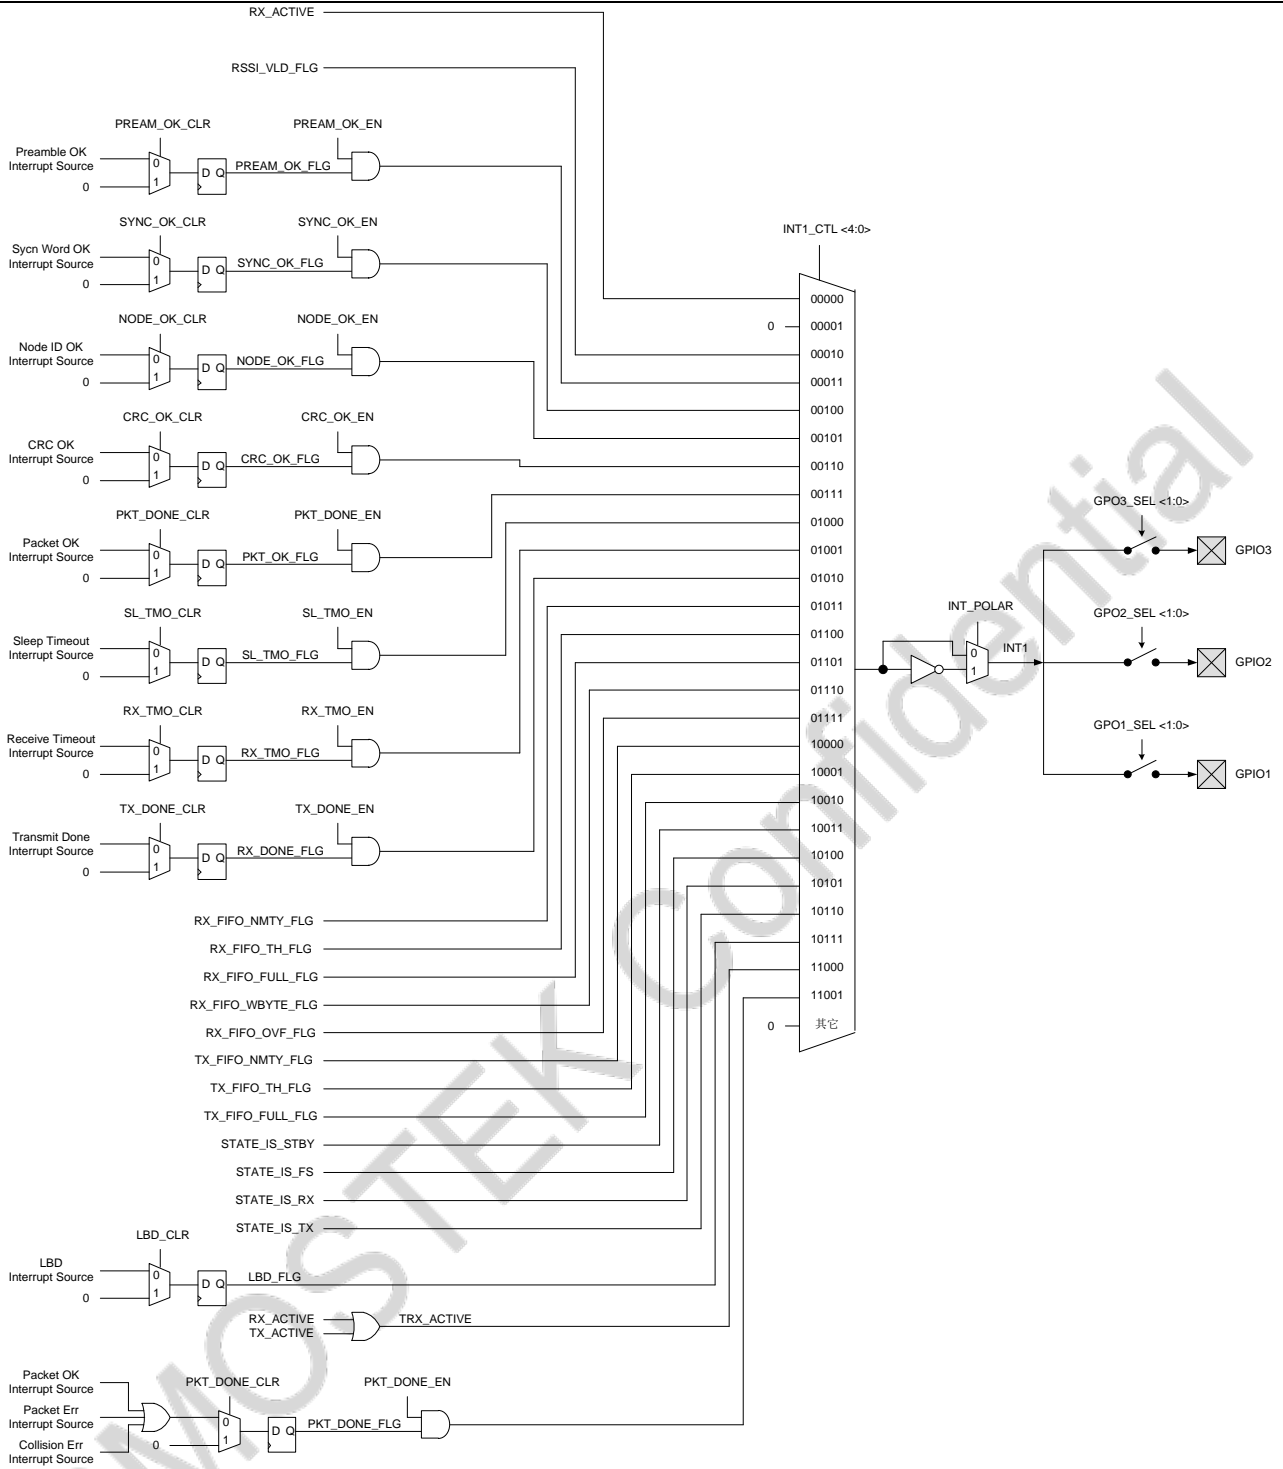 RX_ACTIVE
RSSI_VLD_FLG
PREAM_OK_CLR
PREAM_OK_EN
Preamble OK
Interrupt Source
0
0
1
D Q
PREAM_OK_FLG
SYNC_OK_CLR
SYNC_OK_EN
Sycn Word OK
Interrupt Source
0
0
1
D Q
SYNC_OK_FLG
NODE_OK_CLR
NODE_OK_EN
Node ID OK
Interrupt Source
0
0
1
D Q
NODE_OK_FLG
CRC_OK_CLR
CRC_OK_EN
CRC OK
Interrupt Source
0
0
1
D Q
CRC_OK_FLG
PKT_DONE_CLR
PKT_DONE_EN
Packet OK
Interrupt Source
0
0
1
D Q
PKT_OK_FLG
SL_TMO_CLR
SL_TMO_EN
Sleep Timeout
Interrupt Source
0
0
1
D Q
SL_TMO_FLG
RX_TMO_CLR
RX_TMO_EN
Receive Timeout
Interrupt Source
0
0
1
D Q
RX_TMO_FLG
TX_DONE_CLR
TX_DONE_EN
Transmit Done
Interrupt Source
0
0
1
D Q
RX_DONE_FLG
RX_FIFO_NMTY_FLG
RX_FIFO_TH_FLG
RX_FIFO_FULL_FLG
RX_FIFO_WBYTE_FLG
RX_FIFO_OVF_FLG
TX_FIFO_NMTY_FLG
TX_FIFO_TH_FLG
TX_FIFO_FULL_FLG
STATE_IS_STBY
STATE_IS_FS
STATE_IS_RX
STATE_IS_TX
LBD_CLR
LBD
Interrupt Source
0
0
1
D Q
LBD_FLG
RX_ACTIVE
TX_ACTIVE
TRX_ACTIVE
Packet OK
Interrupt Source
Packet Err
Interrupt Source
Collision Err
Interrupt Source
PKT_DONE_CLR
PKT_DONE_EN
0
0
1
D Q
PKT_DONE_FLG
INT1_CTL <4:0>
00000
0
00001
00010
00011
00100
00101
00110
00111
01000
01001
01010
01011
01100
01101
01110
01111
10000
10001
10010
10011
10100
10101
10110
10111
11000
11001
0
其它
INT_POLAR
0
1
INT1
GPO3_SEL <1:0>
GPIO3
GPO2_SEL <1:0>
GPIO2
GPO1_SEL <1:0>
GPIO1
MOSTEK Confidential